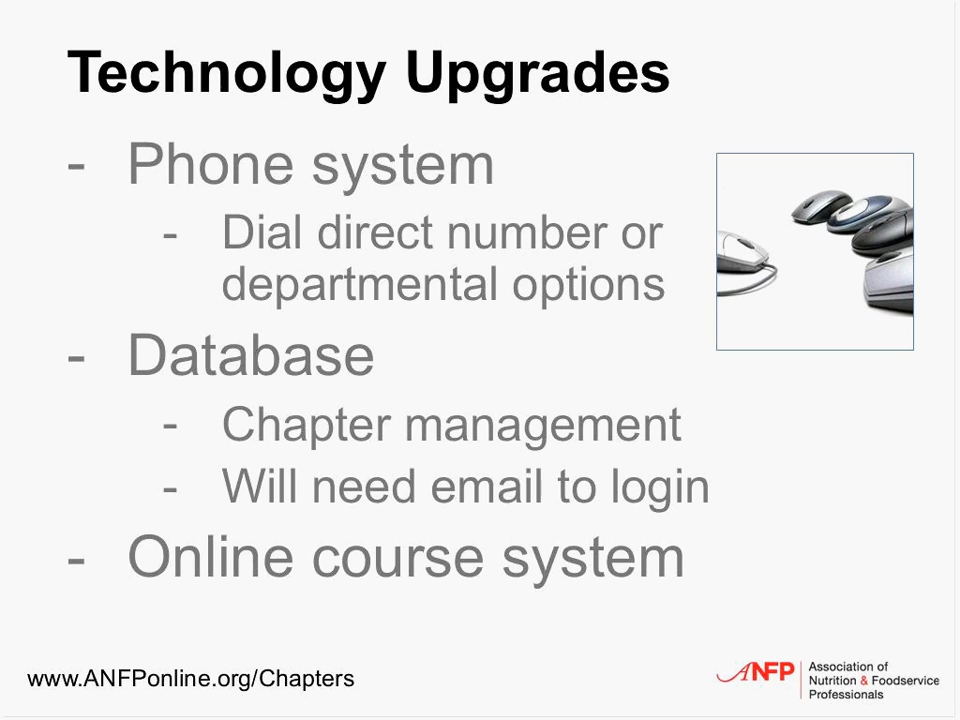 Technology Upgrades
- Phone system
- Dial direct number or
departmental options
- Database
- Chapter management
- Will need email to login
- Online course system
www.ANFPonline.org/Chapters
ANFP
Association of
Nutrition & Foodservice
Professionals